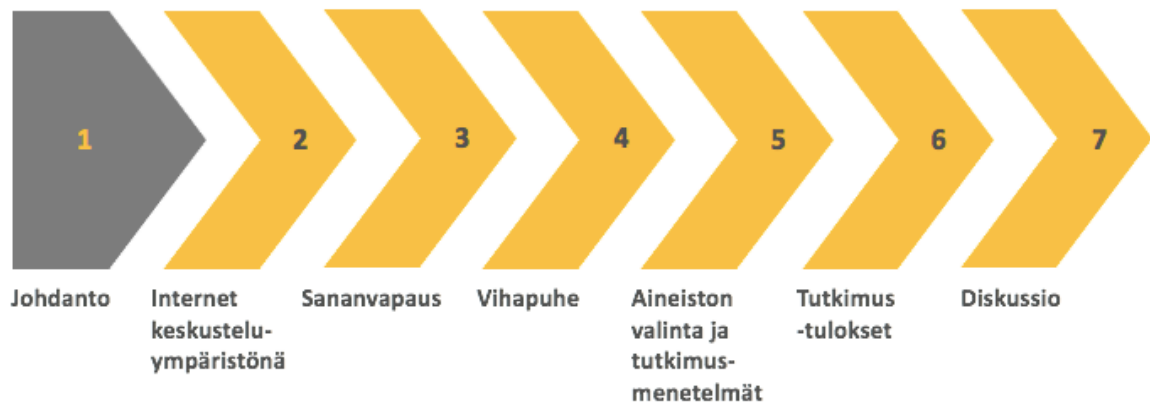 1
2
3
4
5
6
7
Johdanto
Internet
keskustelu-
ympäristönä
Sananvapaus
Vihapuhe
Aineiston
valinta ja
tutkimus-
menetelmät
Tutkimus
-tulokset
Diskussio